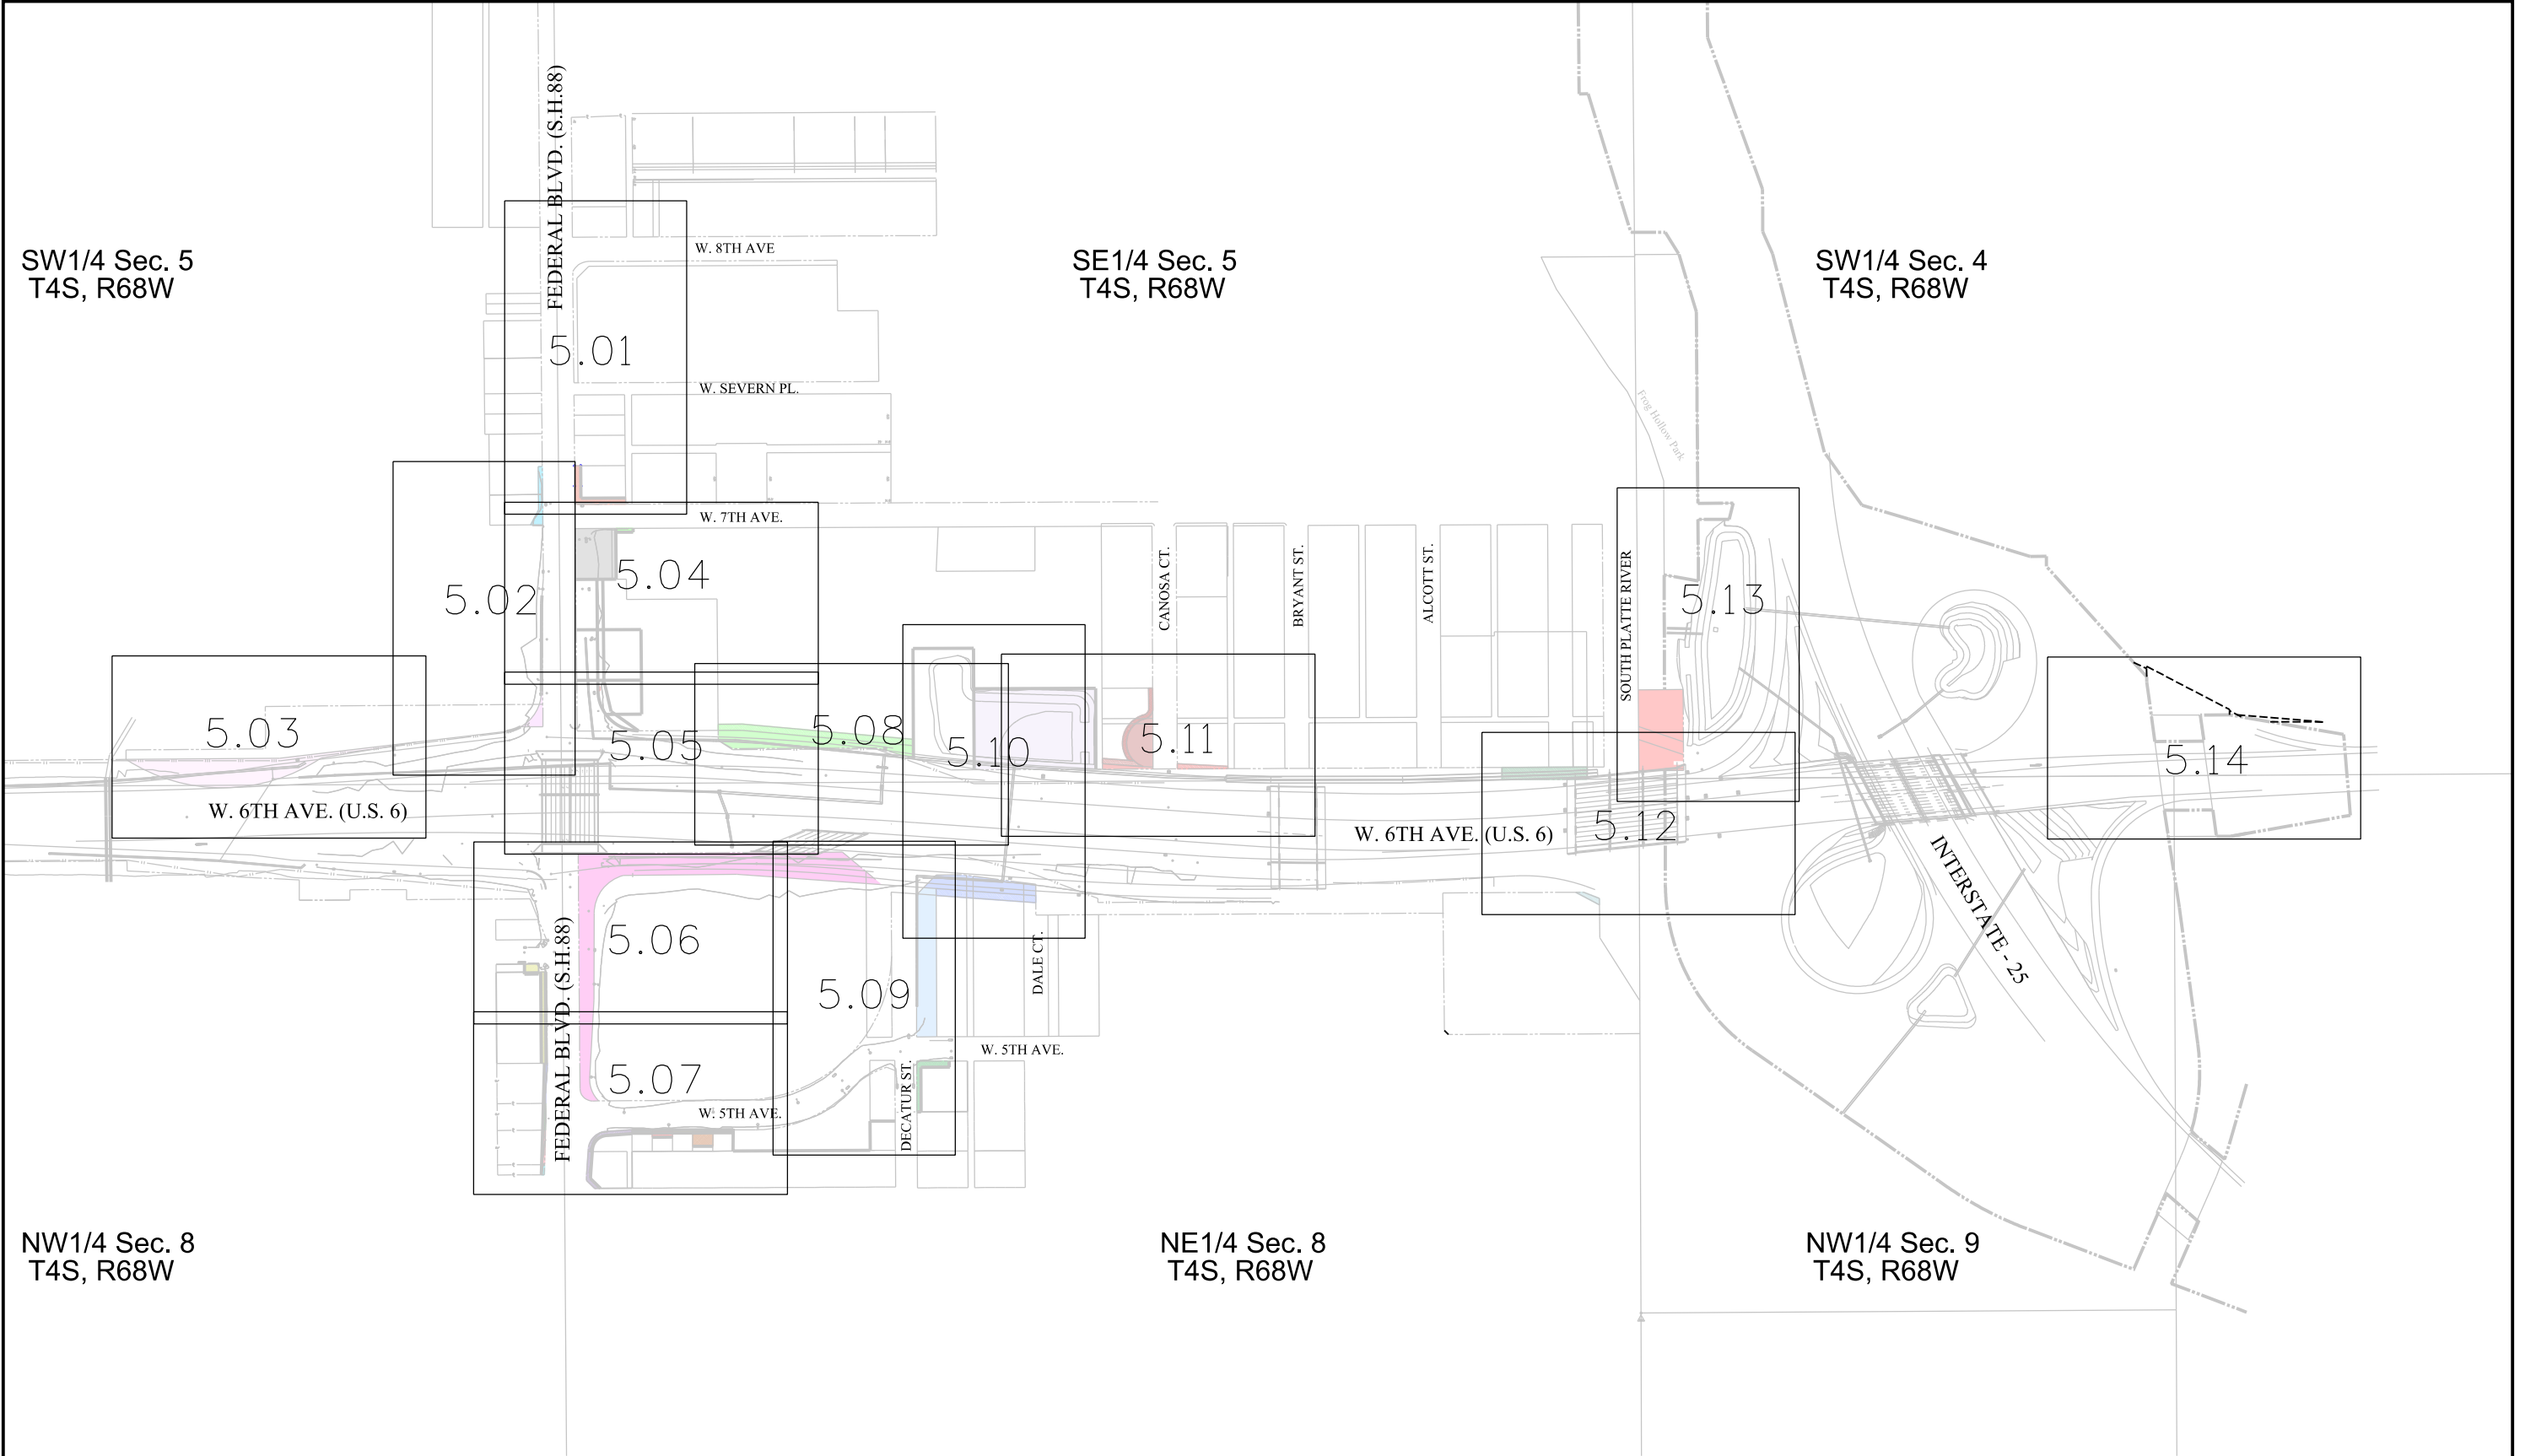 FEDERAL BLVD. (S.H.88)
W. 8TH AVE
SW1/4 Sec. 5
T4S, R68W
SE1/4 Sec. 5
T4S, R68W
SW1/4 Sec. 4
T4S, R68W
5.01
W. SEVERN PL.
Frog Hollow Park
W. 7TH AVE.
5.02
5.04
CANOSA CT.
BRYANT ST.
ALCOTT ST.
SOUTH PLATTE RIVER
5.13
5.03
5.05
5.08
5.10
5.11
5.14
W. 6TH AVE. (U.S. 6)
W. 6TH AVE. (U.S. 6)
5.12
INTERSTATE - 25
FEDERAL BLVD. (S.H.88)
5.06
5.09
DALE CT.
W. 5TH AVE.
5.07
DECATUR ST.
W. 5TH AVE.
NW1/4 Sec. 8
T4S, R68W
NE1/4 Sec. 8
T4S, R68W
NW1/4 Sec. 9
T4S, R68W